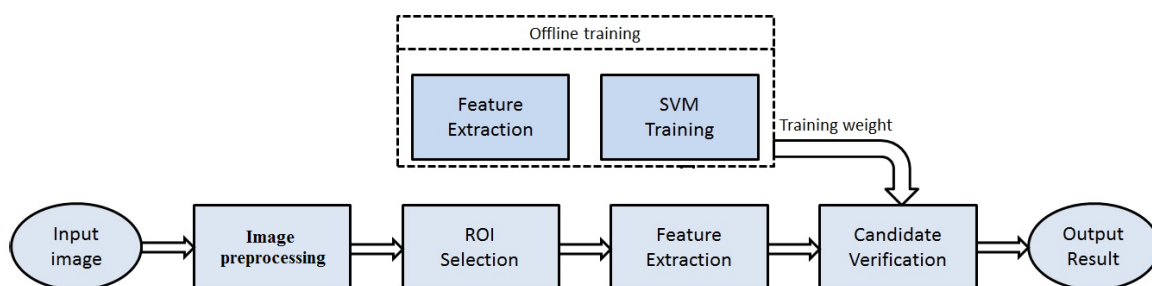 Offline training
Feature
Extraction
SVM
Training
Training weight
Input
image
Image
preprocessing
ROI
Selection
Feature
Extraction
Candidate
Verification
Output
Result